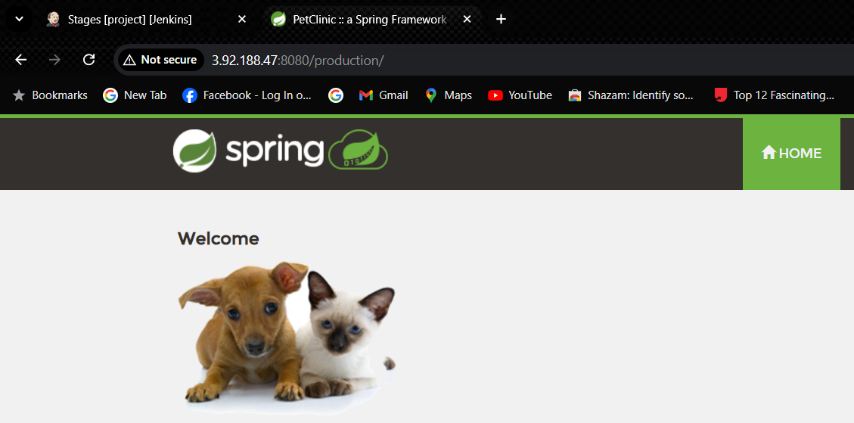 Stages [project] [Jenkins]
PetClinic :: a Spring Framework
Not secure
3.92.188.47:8080/production/
Bookmarks
New Tab
Facebook - Log In o...
Gmail
Maps
YouTube
Shazam: Identify so...
Top 12 Fascinating...
spring
HOME
Welcome